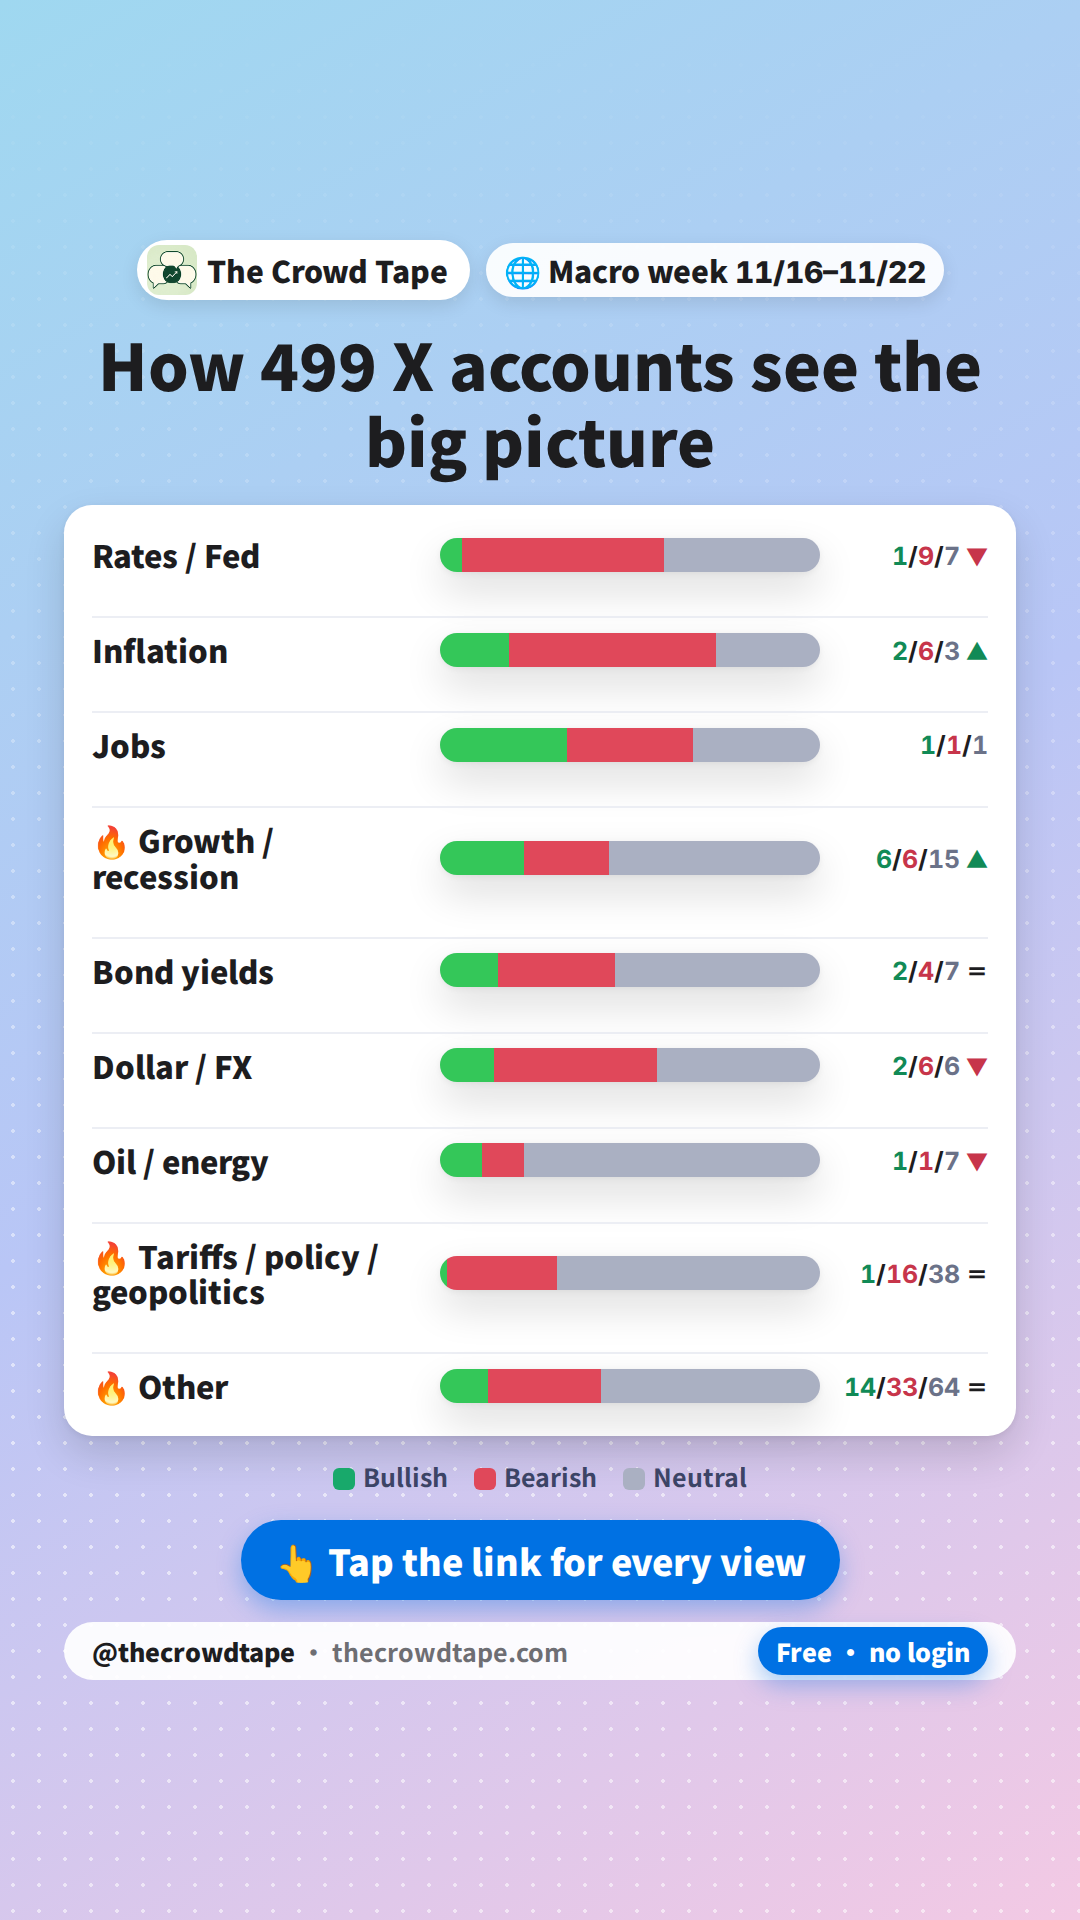 The Crowd Tape
🌐 Macro week 11/16–11/22
How 499 X accounts see the
big picture
Rates / Fed
1/9/7 ▼
Inflation
2/6/3 ▲
Jobs
1/1/1
🔥 Growth /
recession
6/6/15 ▲
Bond yields
2/4/7 =
Dollar / FX
2/6/6 ▼
Oil / energy
1/1/7 ▼
🔥 Tariffs / policy /
geopolitics
1/16/38 =
🔥 Other
14/33/64 =
Bullish Bearish Neutral
👆 Tap the link for every view
@thecrowdtape • thecrowdtape.com
Free • no login